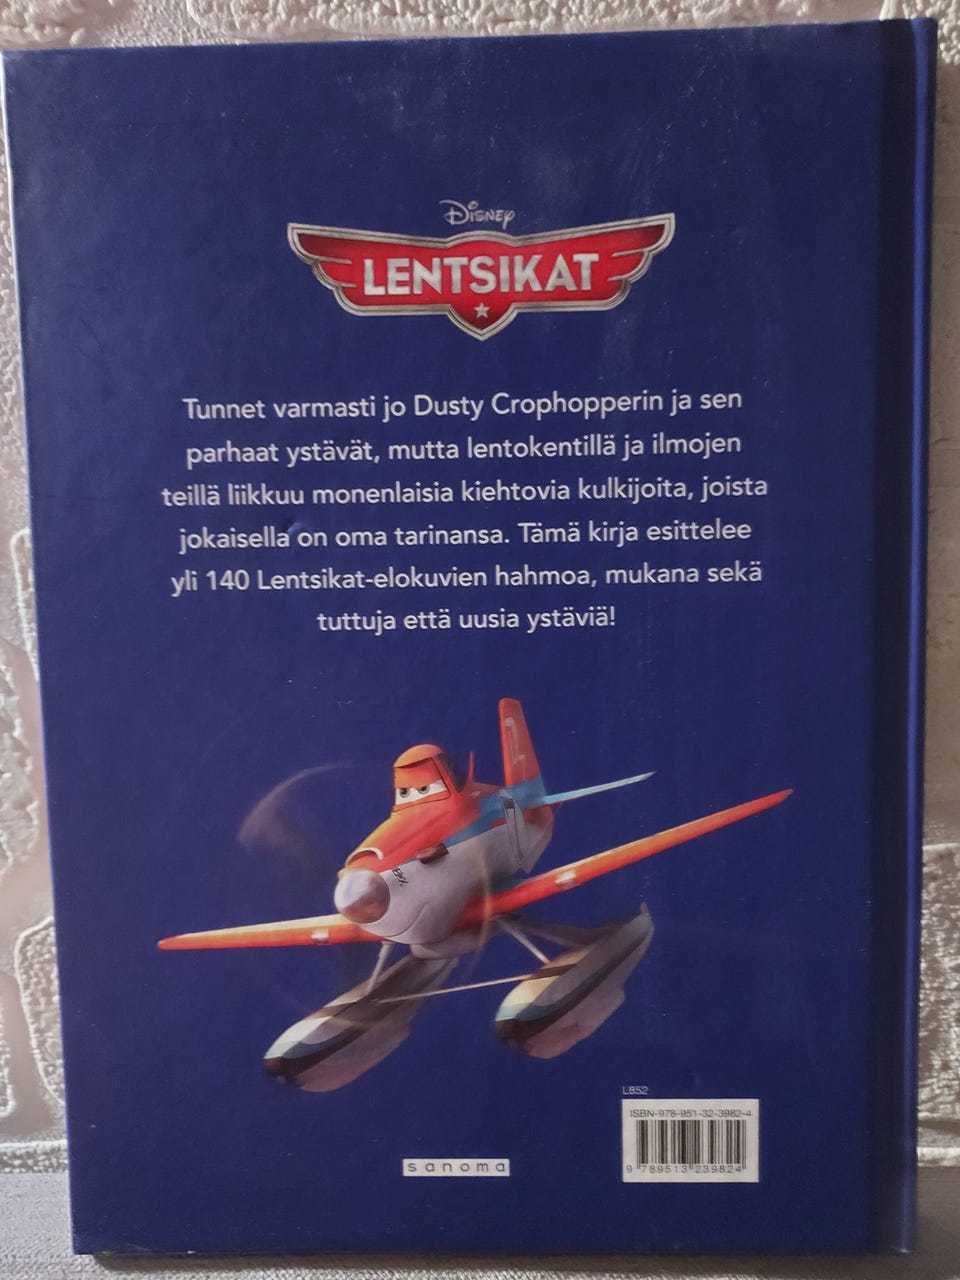 Disney
LENTSIKAT
Tunnet varmasti jo Dusty Crophopperin ja sen
parhaat ystävät, mutta lentokentillä ja ilmojen
teillä liikkuu monenlaisia kiehtovia kulkijoita, joista
jokaisella on oma tarinansa. Tämä kirja esittelee
yli 140 Lentsikat-elokuvien hahmoa, mukana sekä
tuttuja että uusia ystäviä!
L852
ISBN-978-951-32-3982-4
9 789513 239824
sanoma